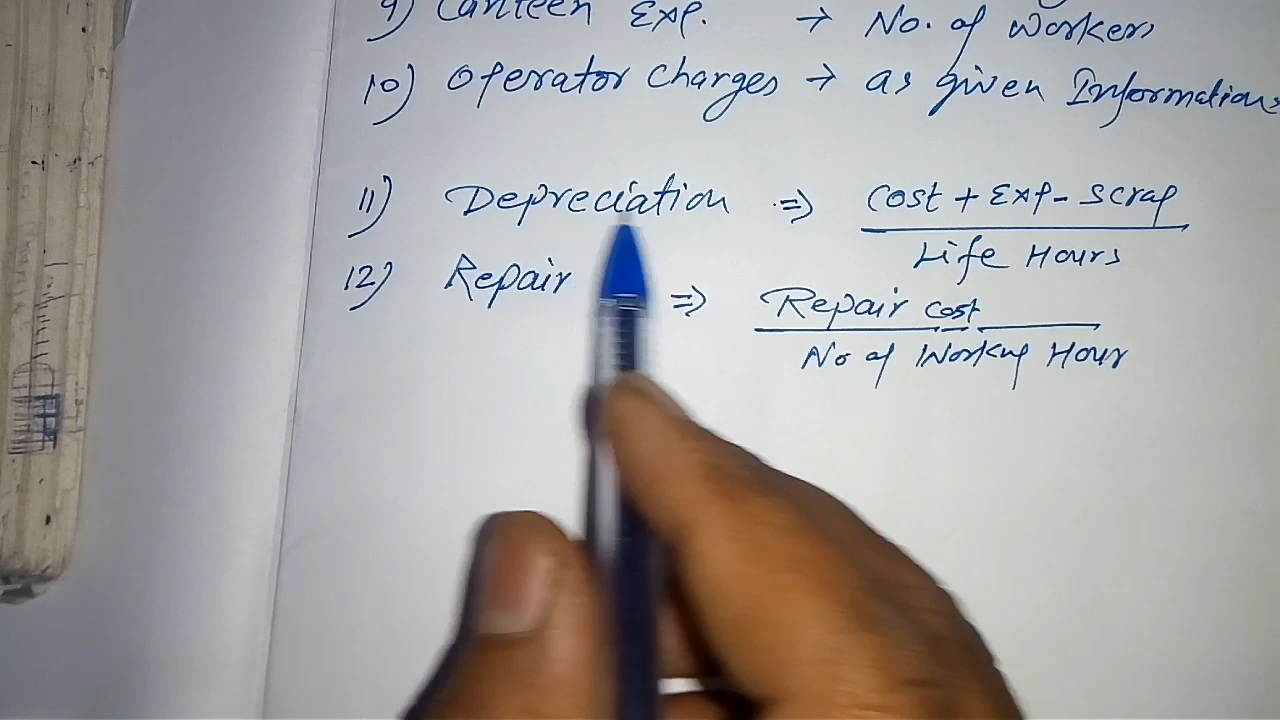 9) Canteen Exp. → No. of Workers
10) Operator Charges → as given Informations
11) Depreciation ⇒ Cost + Exp - Scrap
Life Hours
12) Repair ⇒ Repair cost
No of Working Hour